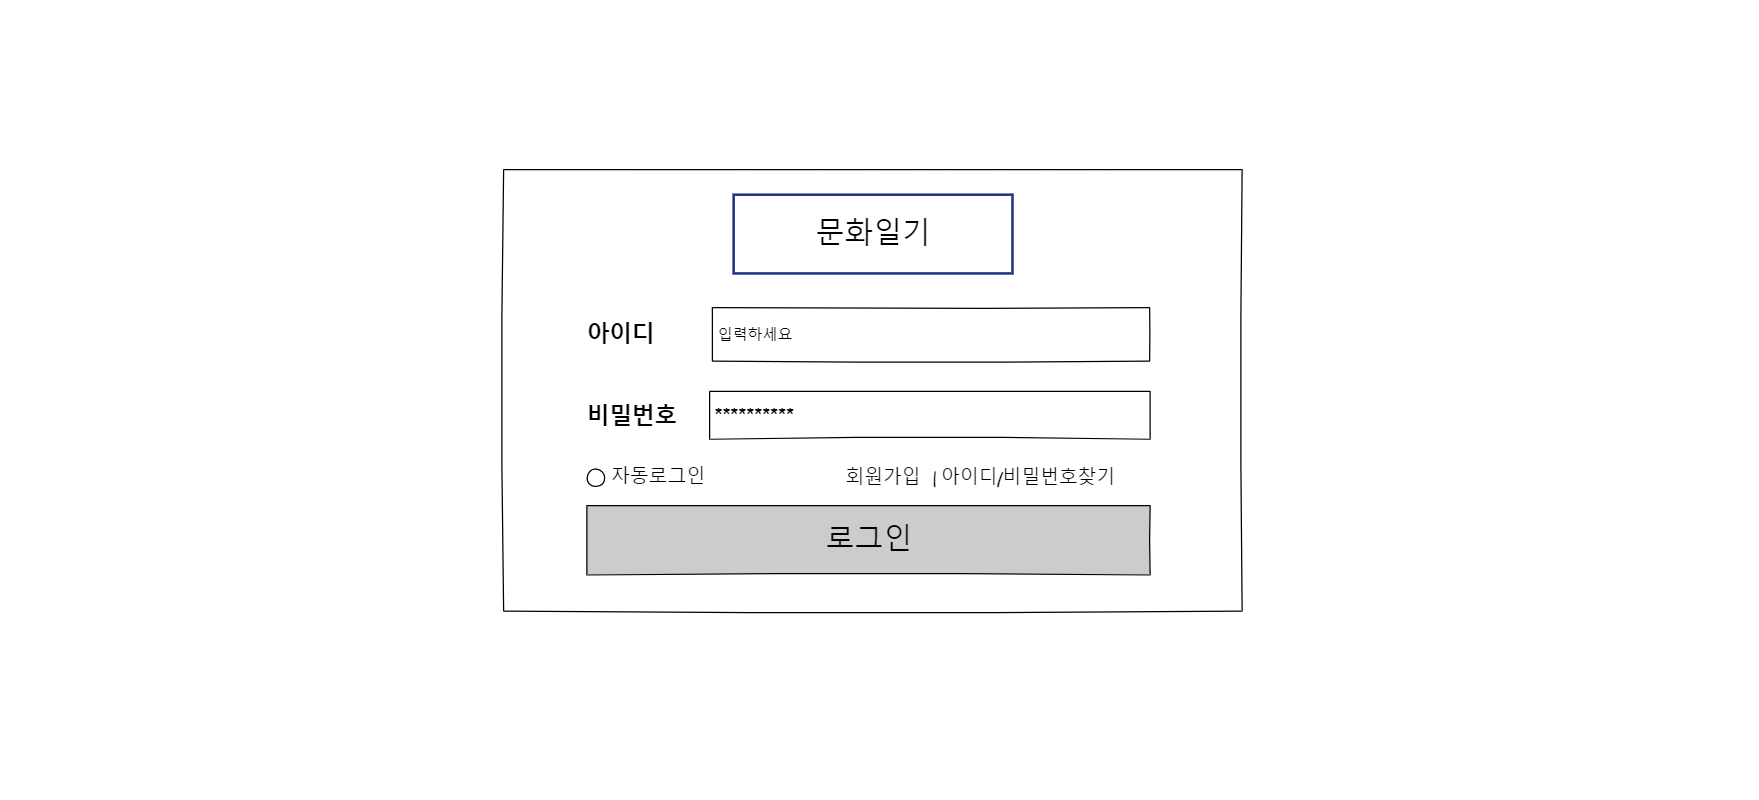 문화일기
아이디 입력하세요
비밀번호 **********
자동로그인 회원가입 | 아이디/비밀번호찾기
로그인